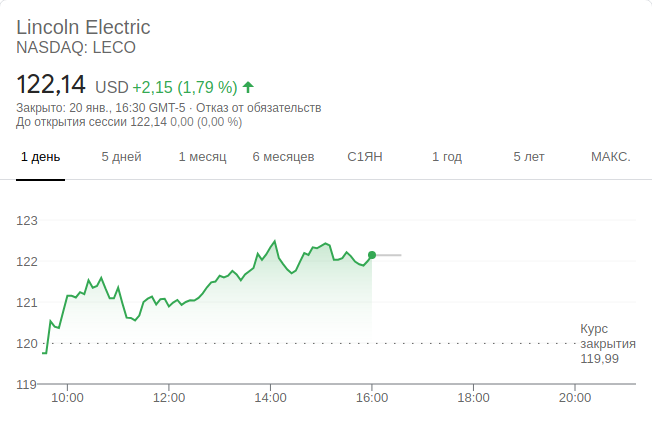 Lincoln Electric
NASDAQ: LECO
122,14 USD +2,15 (1,79 %)
Закрыто: 20 янв., 16:30 GMT-5 · Отказ от обязательств
До открытия сессии 122,14 0,00 (0,00 %)
1 день 5 дней 1 месяц 6 месяцев С1ЯН 1 год 5 лет МАКС.
123
122
121
120
Курс
закрытия
119,99
119
10:00 12:00 14:00 16:00 18:00 20:00